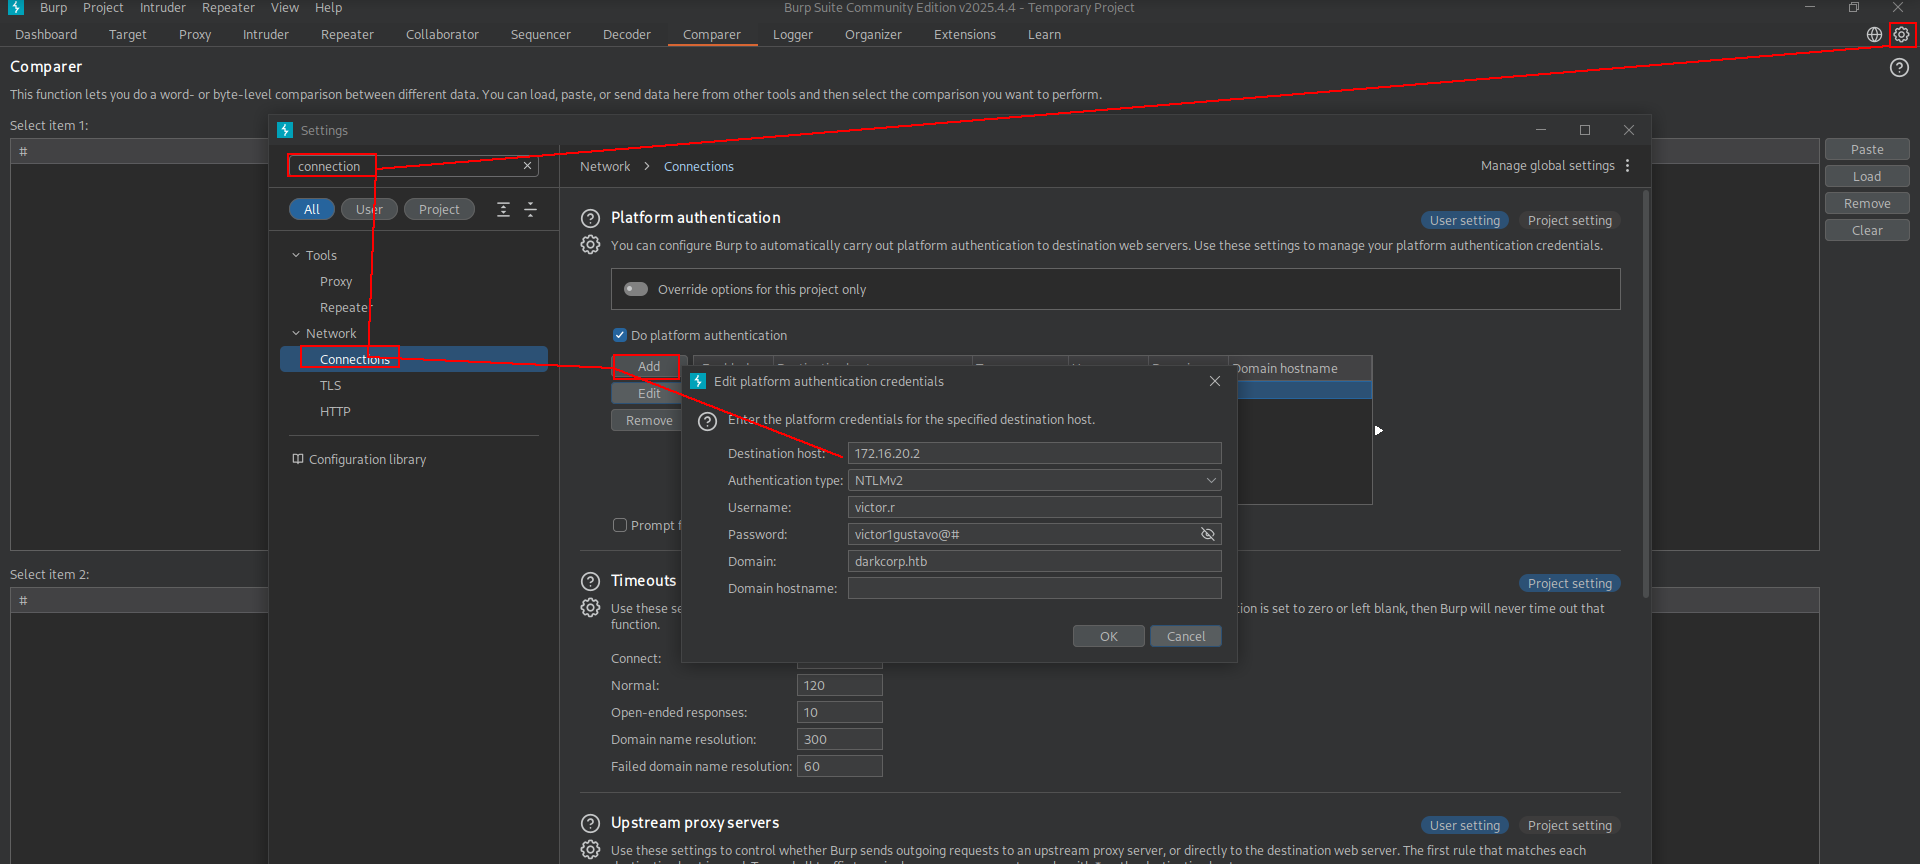 Burp Project Intruder Repeater View Help
Burp Suite Community Edition v2025.4.4 - Temporary Project
Dashboard Target Proxy Intruder Repeater Collaborator Sequencer Decoder Comparer Logger Organizer Extensions Learn
Comparer
This function lets you do a word- or byte-level comparison between different data. You can load, paste, or send data here from other tools and then select the comparison you want to perform.
Select item 1:
#
Paste
Load
Remove
Clear
Select item 2:
#
Settings
connection
All User Project
Tools
Proxy
Repeater
Network
Connections
TLS
HTTP
Configuration library
Network > Connections
Manage global settings
Platform authentication
User setting Project setting
You can configure Burp to automatically carry out platform authentication to destination web servers. Use these settings to manage your platform authentication credentials.
Override options for this project only
Do platform authentication
Add
Edit
Remove
Domain hostname
Prompt f
Edit platform authentication credentials
Enter the platform credentials for the specified destination host.
Destination host: 172.16.20.2
Authentication type: NTLMv2
Username: victor.r
Password: victor1gustavo@#
Domain: darkcorp.htb
Domain hostname:
OK Cancel
Timeouts
Project setting
Use these se
tion is set to zero or left blank, then Burp will never time out that
function.
Connect:
Normal: 120
Open-ended responses: 10
Domain name resolution: 300
Failed domain name resolution: 60
Upstream proxy servers
User setting Project setting
Use these settings to control whether Burp sends outgoing requests to an upstream proxy server, or directly to the destination web server. The first rule that matches each